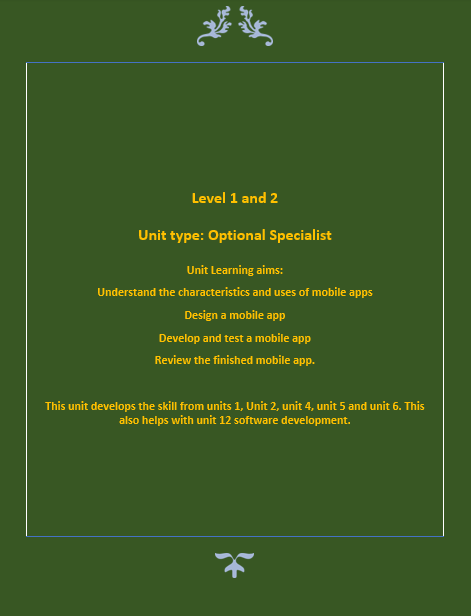 Level 1 and 2
Unit type: Optional Specialist
Unit Learning aims:
Understand the characteristics and uses of mobile apps
Design a mobile app
Develop and test a mobile app
Review the finished mobile app.
This unit develops the skill from units 1, Unit 2, unit 4, unit 5 and unit 6. This
also helps with unit 12 software development.